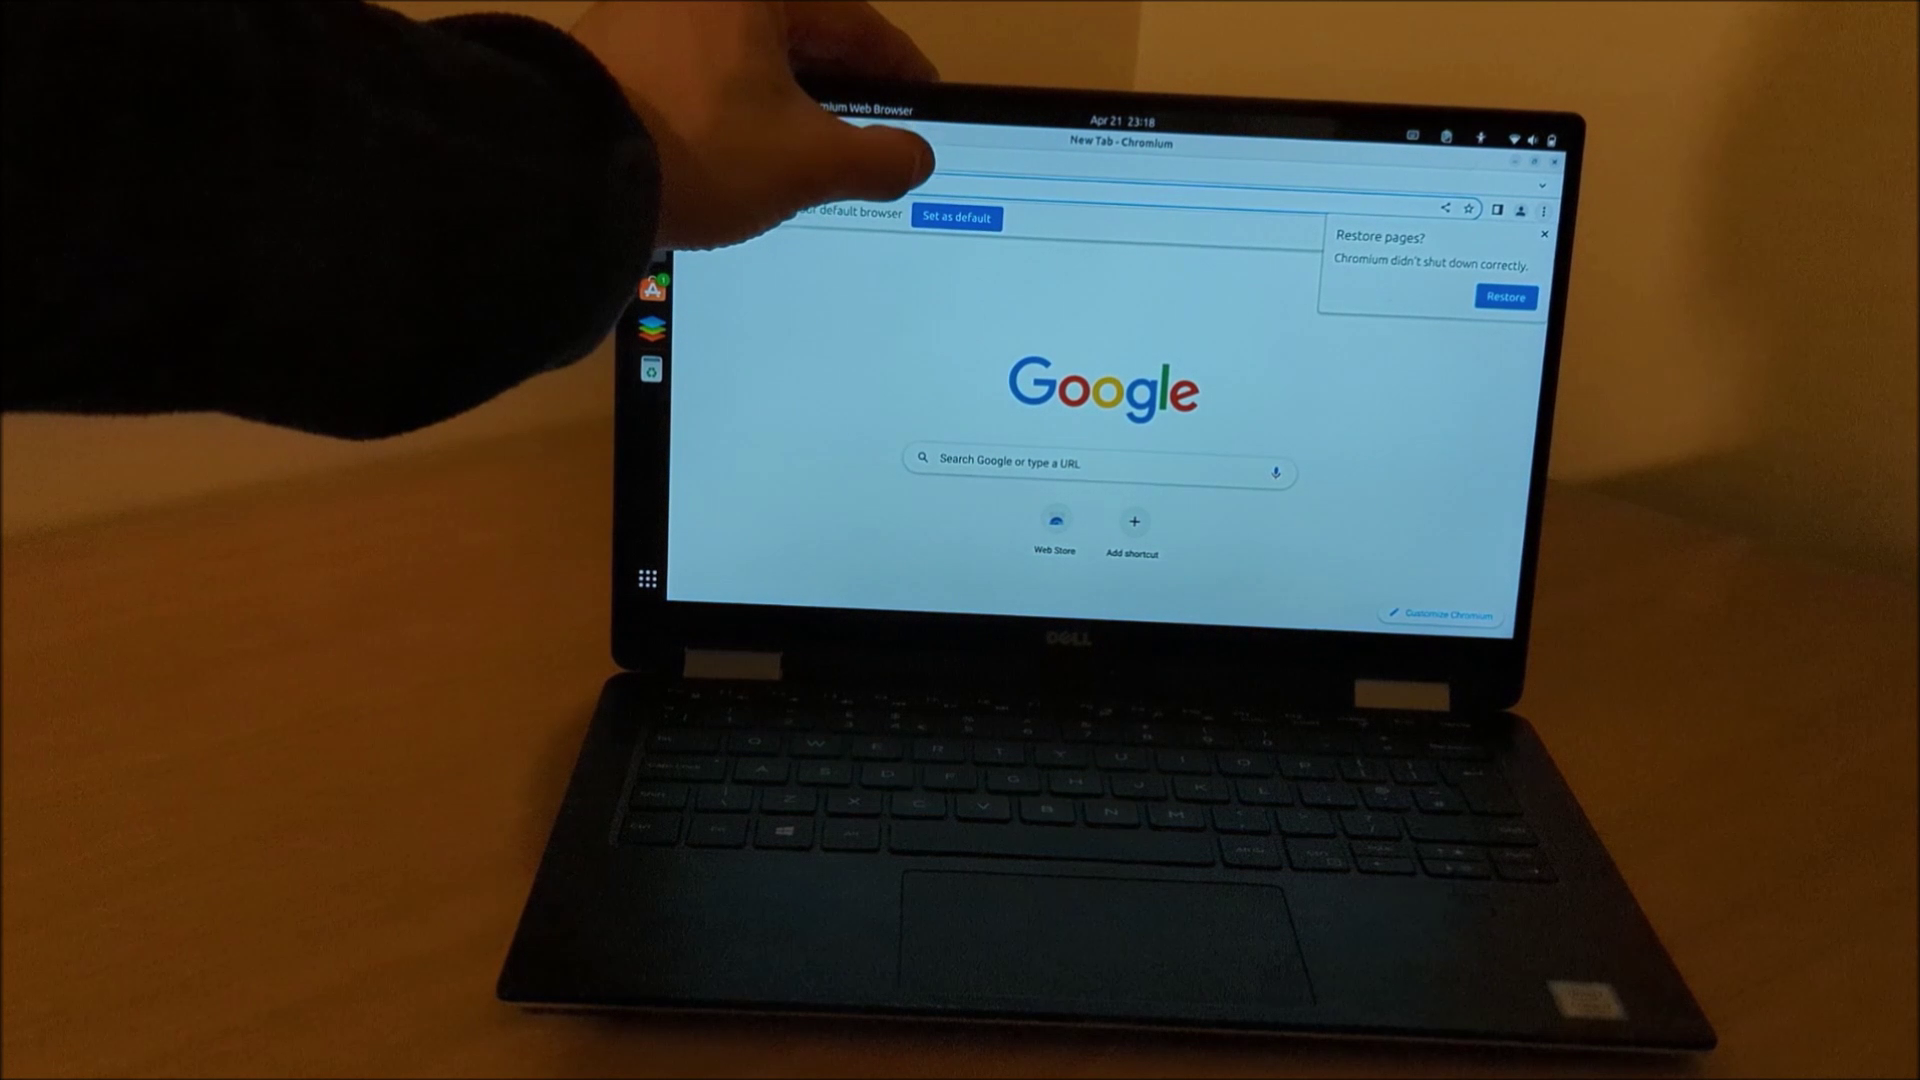 mium Web Browser
Apr 21 23:18
New Tab - Chromium
default browser
Set as default
Restore pages?
Chromium didn't shut down correctly.
Restore
1
Google
Search Google or type a URL
Web Store
Add shortcut
Customize Chromium
DELL
Q W E R T Y U I O P
A S D F G H J K L
Z X C V B N M